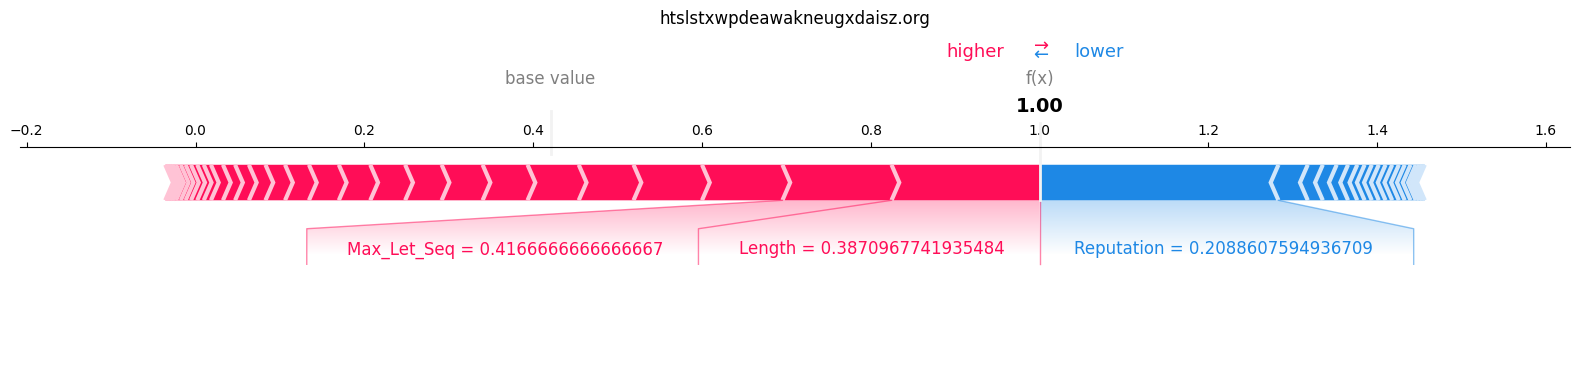 htslstxwpdeawakneugxdaisz.org
higher → ← lower
base value f(x)
1.00
−0.2 0.0 0.2 0.4 0.6 0.8 1.0 1.2 1.4 1.6
Max_Let_Seq = 0.4166666666666667 Length = 0.3870967741935484 Reputation = 0.2088607594936709